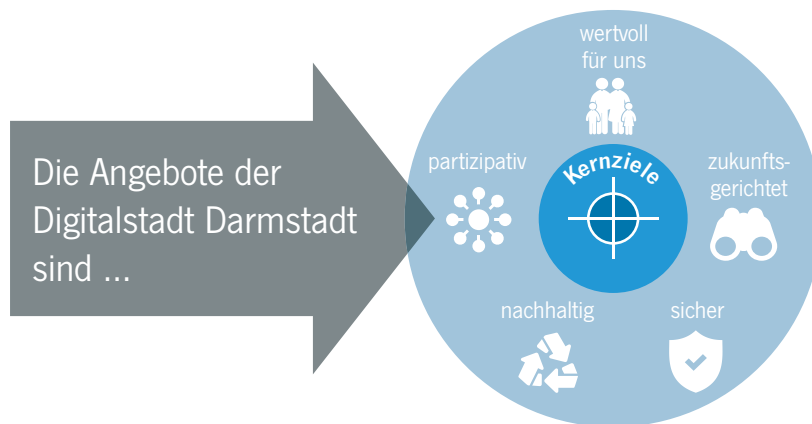 Die Angebote der
Digitalstadt Darmstadt
sind ...
wertvoll
für uns
partizipativ
Kernziele
zukunfts-
gerichtet
nachhaltig
sicher